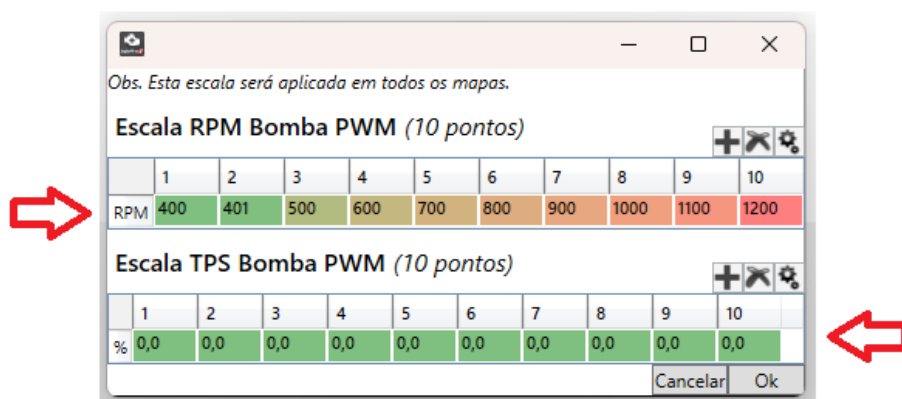 Obs. Esta escala será aplicada em todos os mapas.
Escala RPM Bomba PWM (10 pontos)
1 2 3 4 5 6 7 8 9 10
RPM 400 401 500 600 700 800 900 1000 1100 1200
Escala TPS Bomba PWM (10 pontos)
1 2 3 4 5 6 7 8 9 10
% 0,0 0,0 0,0 0,0 0,0 0,0 0,0 0,0 0,0 0,0
Cancelar Ok